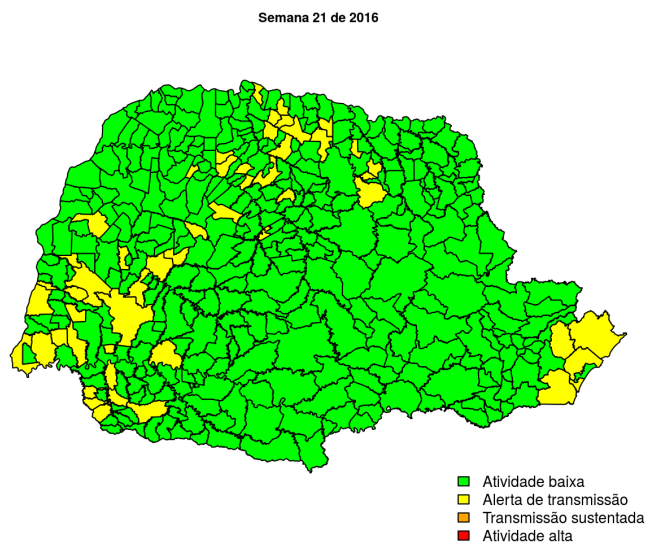 Semana 21 de 2016
Atividade baixa
Alerta de transmissão
Transmissão sustentada
Atividade alta